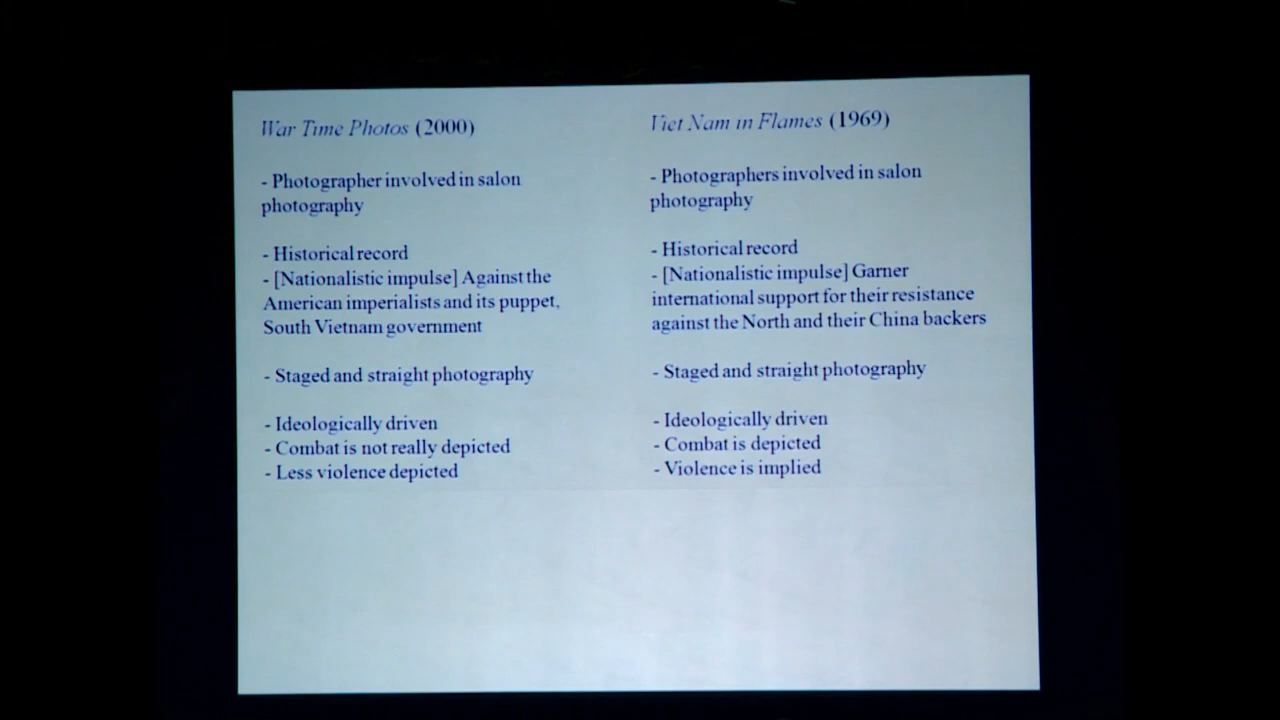 War Time Photos (2000)
- Photographer involved in salon
photography
- Historical record
- [Nationalistic impulse] Against the
American imperialists and its puppet,
South Vietnam government
- Staged and straight photography
- Ideologically driven
- Combat is not really depicted
- Less violence depicted
Viet Nam in Flames (1969)
- Photographers involved in salon
photography
- Historical record
- [Nationalistic impulse] Garner
international support for their resistance
against the North and their China backers
- Staged and straight photography
- Ideologically driven
- Combat is depicted
- Violence is implied